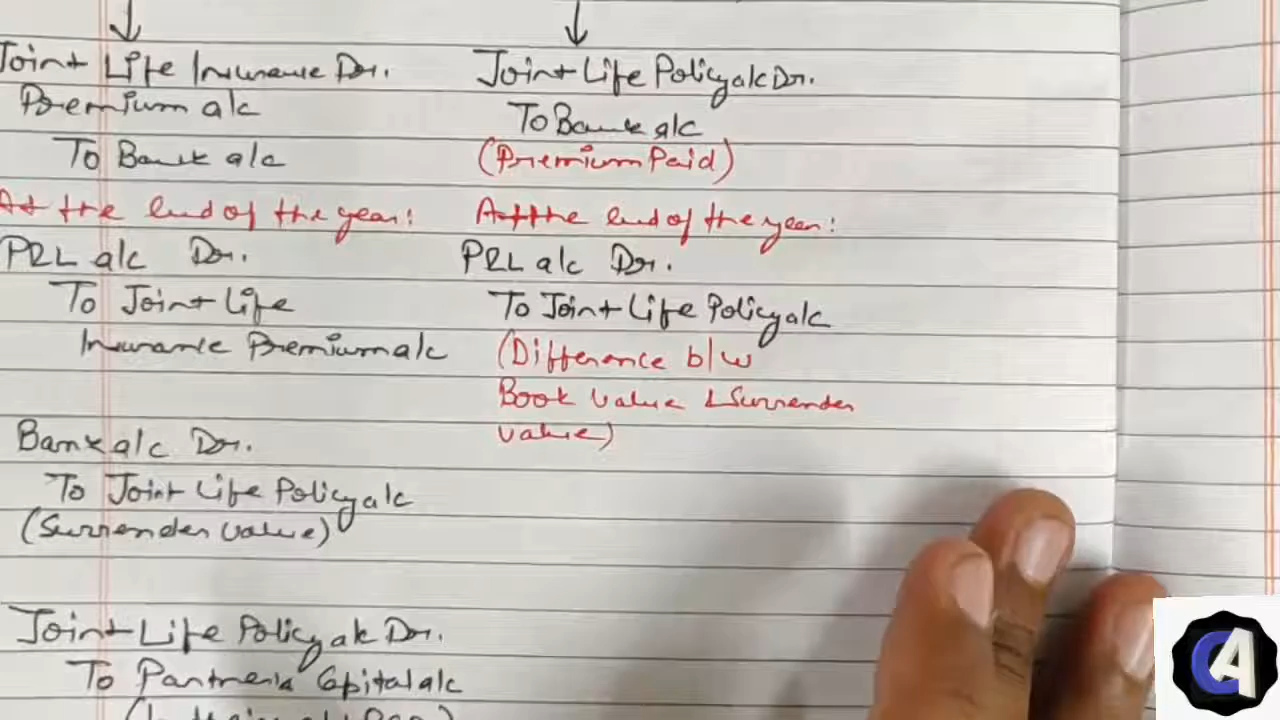 Joint Life Insurance Dr.
Premium a/c
To Bank a/c
At the end of the year:
P&L a/c Dr.
To Joint Life
Insurance Premium a/c
Bank a/c Dr.
To Joint Life Policy a/c
(Surrender value)
Joint Life Policy a/c Dr.
To Partners Capital a/c
Joint Life Policy a/c Dr.
To Bank a/c
(Premium Paid)
At the end of the year:
P&L a/c Dr.
To Joint Life Policy a/c
(Difference b/w
Book value & Surrender
value)
CA